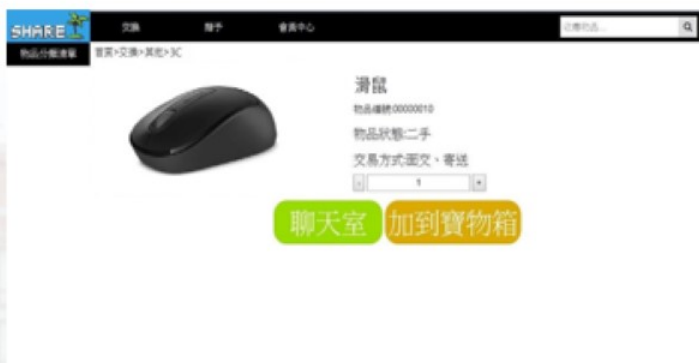 SHARE
交換 贈予 會員中心
物品分類清單
首頁>交換>其他>3C
滑鼠
物品編號:00000010
物品狀態:二手
交易方式:面交、寄送
- 1 +
聊天室 加到寶物箱